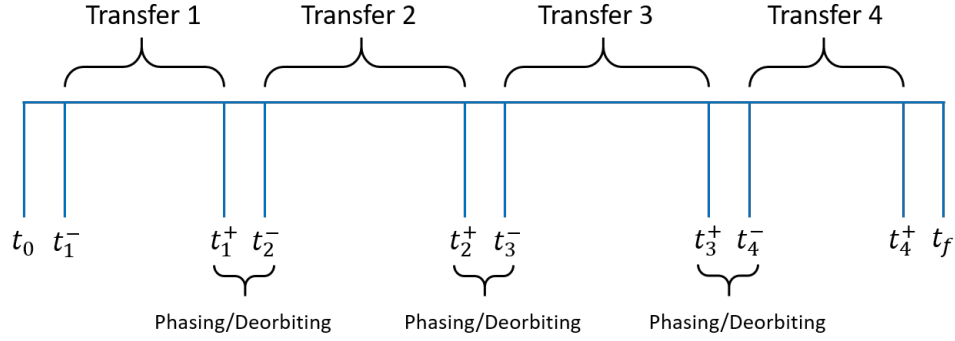 Transfer 1 Transfer 2 Transfer 3 Transfer 4
t₀ t₁⁻ t₁⁺ t₂⁻ t₂⁺ t₃⁻ t₃⁺ t₄⁻ t₄⁺ t_f
Phasing/Deorbiting Phasing/Deorbiting Phasing/Deorbiting